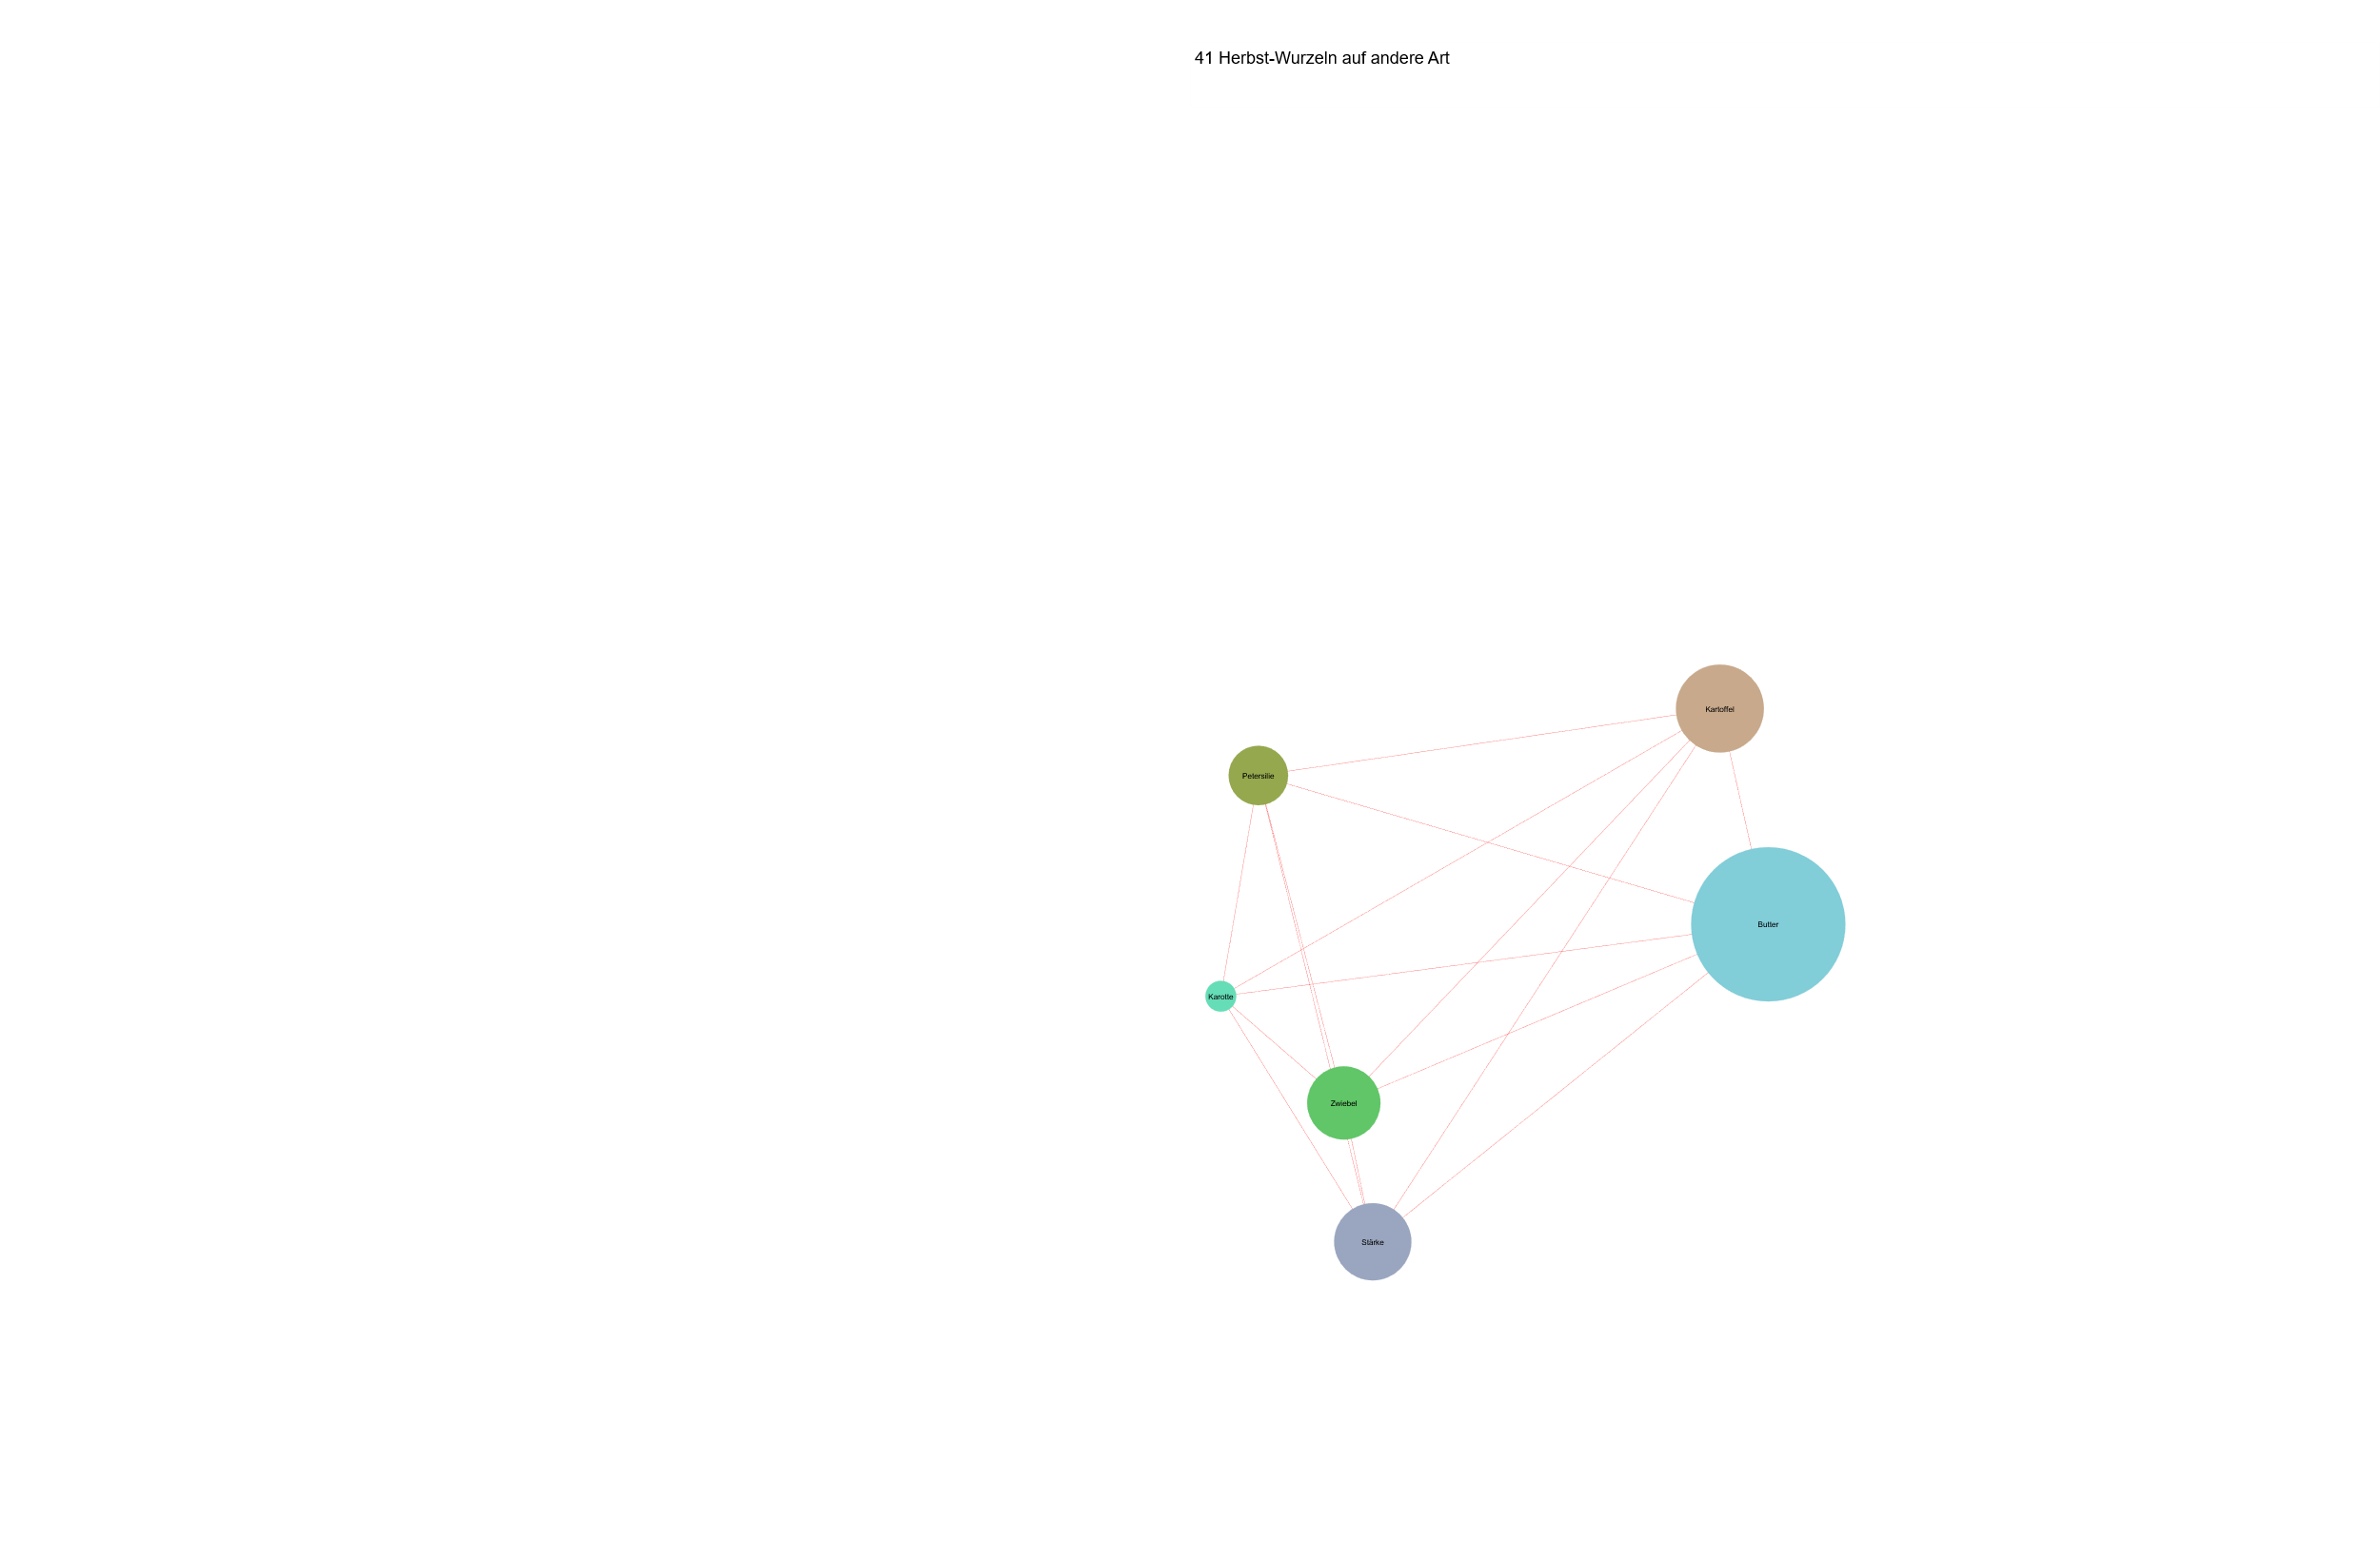 41 Herbst-Wurzeln auf andere Art
Kartoffel
Petersilie
Butter
Karotte
Zwiebel
Stärke